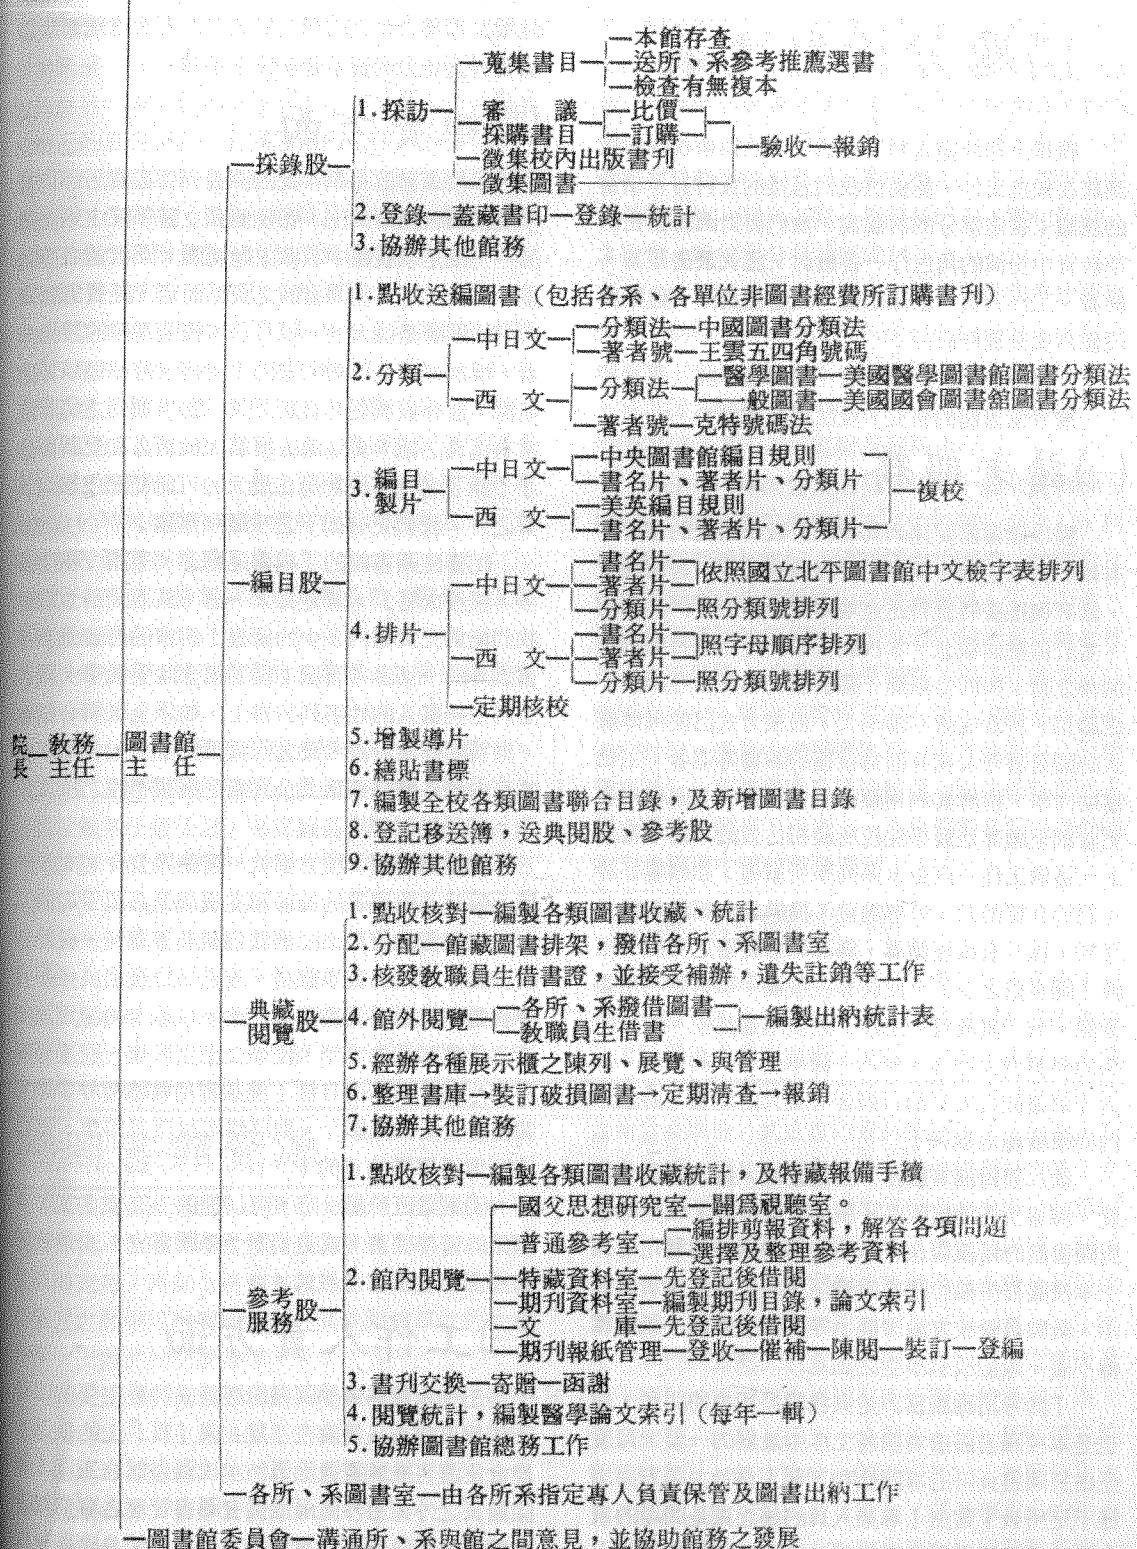 本館存查
蒐集書目 送所、系參考推薦選書
檢查有無複本
1.採訪 審 議 比價
採購書目 訂購
驗收 報銷
採錄股 徵集校內出版書刊
徵集圖書
2.登錄—蓋藏書印—登錄—統計
3.協辦其他館務
1.點收送編圖書（包括各系、各單位非圖書經費所訂購書刊）
中日文 分類法—中國圖書分類法
著者號—王雲五四角號碼
2.分類
西 文 分類法 醫學圖書—美國醫學圖書館圖書分類法
一般圖書—美國國會圖書館圖書分類法
著者號—克特號碼法
3.編目製片 中日文 中央圖書館編目規則
書名片、著者片、分類片
複校
西 文 美英編目規則
書名片、著者片、分類片
編目股
中日文 書名片
著者片 依照國立北平圖書館中文檢字表排列
分類片—照分類號排列
4.排片
西 文 書名片
著者片 照字母順序排列
分類片—照分類號排列
定期核校
院長—教務主任—圖書館主 任
5.增製導片
6.繕貼書標
7.編製全校各類圖書聯合目錄，及新增圖書目錄
8.登記移送簿，送典閱股、參考股
9.協辦其他館務
1.點收核對—編製各類圖書收藏、統計
2.分配—館藏圖書排架，撥借各所、系圖書室
3.核發教職員生借書證，並接受補辦，遺失註銷等工作
典藏閱覽股 4.館外閱覽 各所、系撥借圖書
教職員生借書 編製出納統計表
5.經辦各種展示櫃之陳列、展覽、與管理
6.整理書庫→裝訂破損圖書→定期清查→報銷
7.協辦其他館務
1.點收核對—編製各類圖書收藏統計，及特藏報備手續
國父思想研究室—闢爲視聽室。
普通參考室 編排剪報資料，解答各項問題
選擇及整理參考資料
2.館內閱覽 特藏資料室—先登記後借閱
參考服務股 期刊資料室—編製期刊目錄，論文索引
文 庫—先登記後借閱
期刊報紙管理—登收—催補—陳閱—裝訂—登編
3.書刊交換—寄贈—函謝
4.閱覽統計，編製醫學論文索引（每年一輯）
5.協辦圖書館總務工作
各所、系圖書室—由各所系指定專人負責保管及圖書出納工作
圖書館委員會—溝通所、系與館之間意見，並協助館務之發展